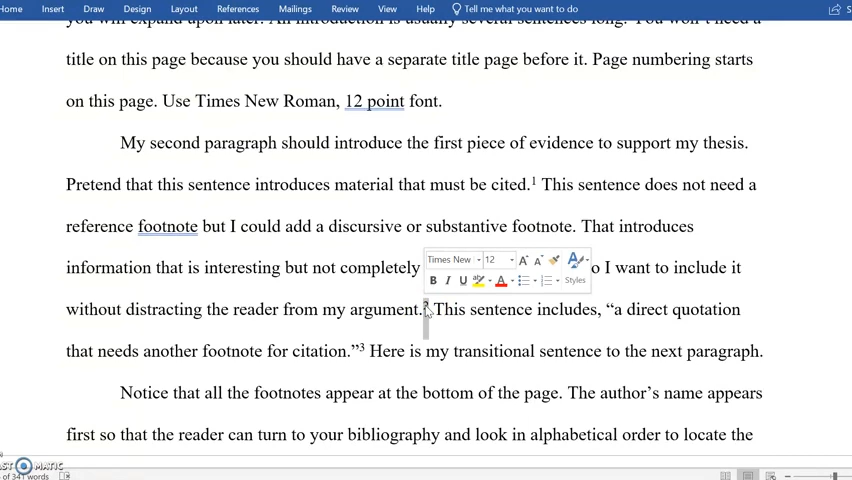 Home Insert Draw Design Layout References Mailings Review View Help Tell me what you want to do S
you will expand upon later. An introduction is usually several sentences long. You won't need a
title on this page because you should have a separate title page before it. Page numbering starts
on this page. Use Times New Roman, 12 point font.
My second paragraph should introduce the first piece of evidence to support my thesis.
Pretend that this sentence introduces material that must be cited.¹ This sentence does not need a
reference footnote but I could add a discursive or substantive footnote. That introduces
Times New 12
information that is interesting but not completely o I want to include it
B I U A Styles
without distracting the reader from my argument.² This sentence includes, “a direct quotation
that needs another footnote for citation.”³ Here is my transitional sentence to the next paragraph.
Notice that all the footnotes appear at the bottom of the page. The author’s name appears
first so that the reader can turn to your bibliography and look in alphabetical order to locate the
AST MATIC
of 341 words